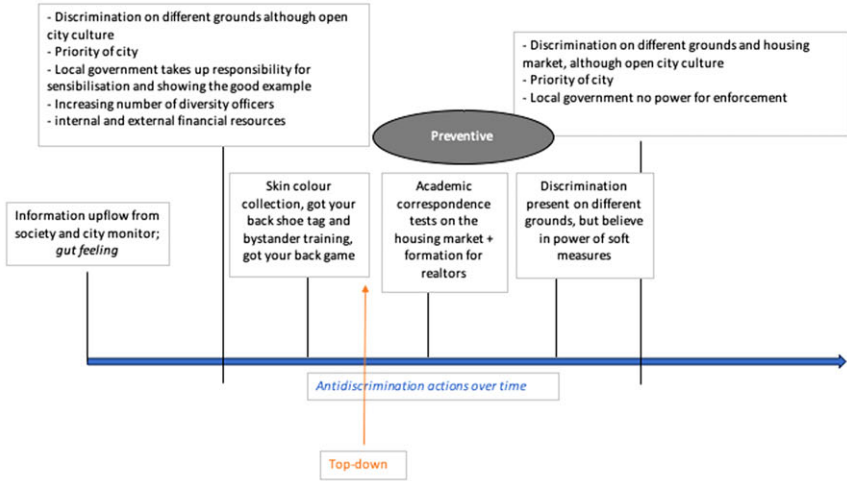 - Discrimination on different grounds although open
city culture
- Priority of city
- Local government takes up responsibility for
sensibilisation and showing the good example
- Increasing number of diversity officers
- internal and external financial resources
- Discrimination on different grounds and housing
market, although open city culture
- Priority of city
- Local government no power for enforcement
Preventive
Information upflow from
society and city monitor;
gut feeling
Skin colour
collection, got your
back shoe tag and
bystander training,
got your back game
Academic
correspondence
tests on the
housing market +
formation for
realtors
Discrimination
present on different
grounds, but believe
in power of soft
measures
Antidiscrimination actions over time
Top-down